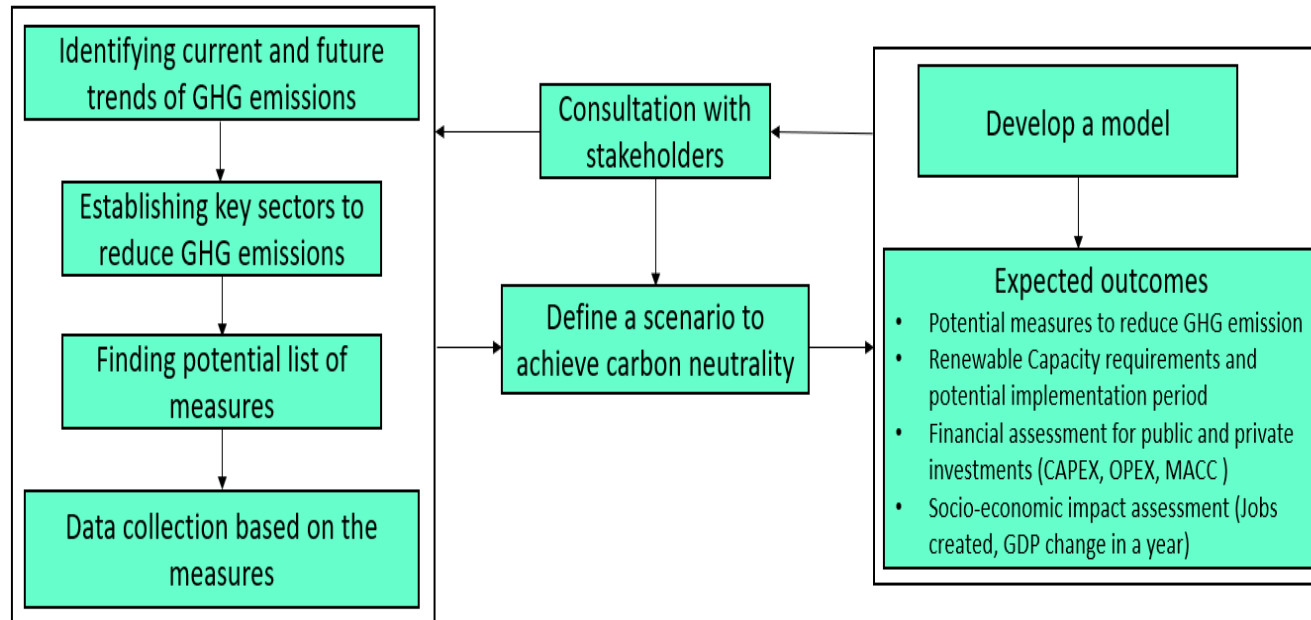 Identifying current and future
trends of GHG emissions
Establishing key sectors to
reduce GHG emissions
Finding potential list of
measures
Data collection based on the
measures
Consultation with
stakeholders
Define a scenario to
achieve carbon neutrality
Develop a model
Expected outcomes
• Potential measures to reduce GHG emission
• Renewable Capacity requirements and
potential implementation period
• Financial assessment for public and private
investments (CAPEX, OPEX, MACC )
• Socio-economic impact assessment (Jobs
created, GDP change in a year)